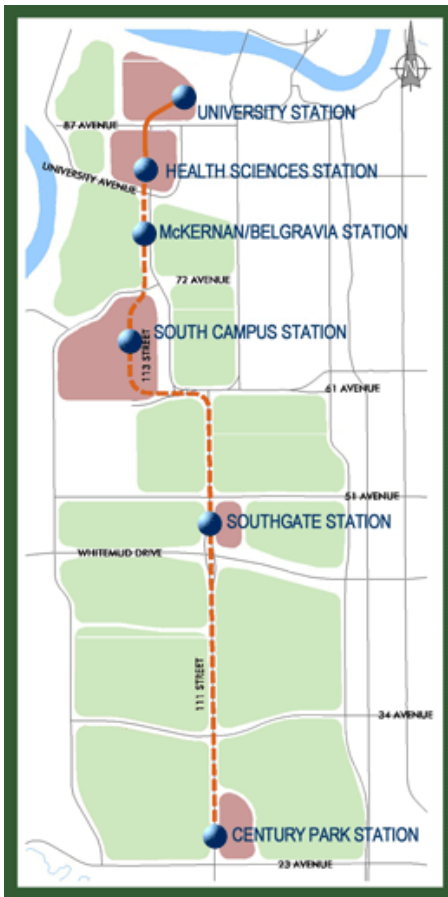 N
UNIVERSITY STATION
87 AVENUE
HEALTH SCIENCES STATION
UNIVERSITY AVENUE
McKERNAN/BELGRAVIA STATION
72 AVENUE
SOUTH CAMPUS STATION
113 STREET
61 AVENUE
51 AVENUE
SOUTHGATE STATION
WHITEMUD DRIVE
111 STREET
34 AVENUE
CENTURY PARK STATION
23 AVENUE